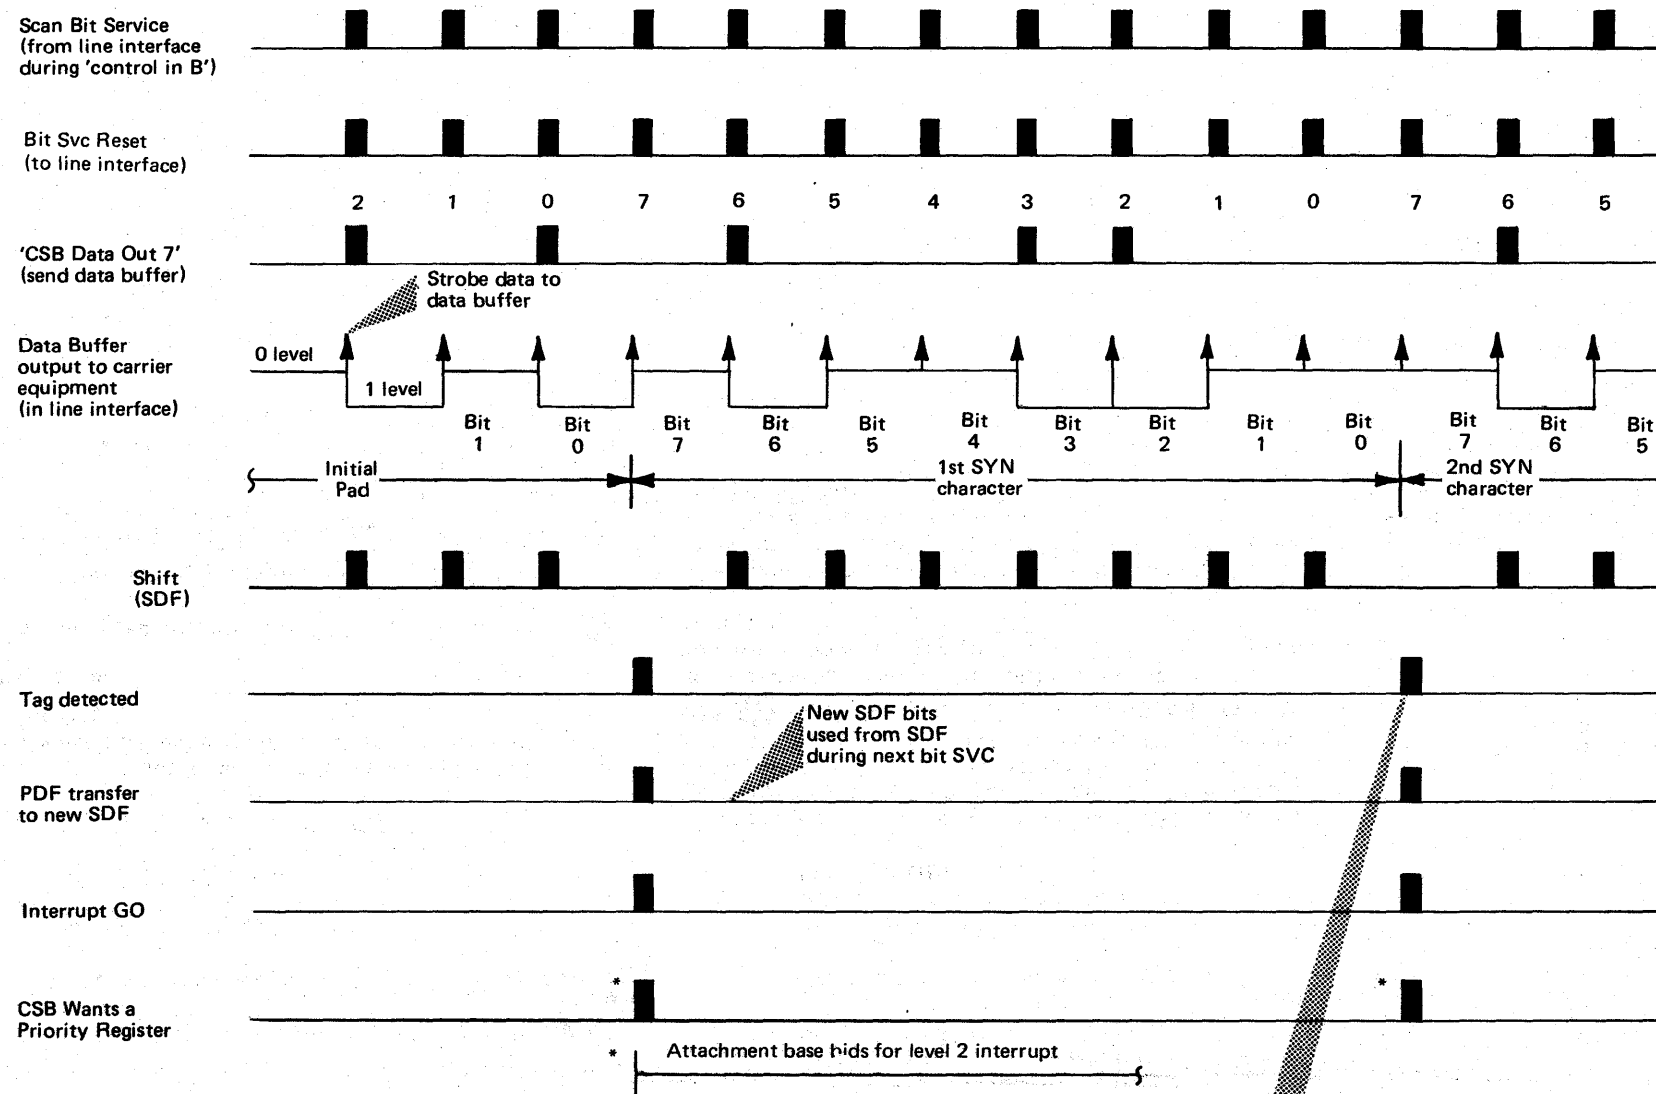 Scan Bit Service
(from line interface
during 'control in B')
Bit Svc Reset
(to line interface)
2 1 0 7 6 5 4 3 2 1 0 7 6 5
'CSB Data Out 7'
(send data buffer)
Strobe data to
data buffer
Data Buffer
output to carrier
equipment
(in line interface)
0 level
1 level
Bit Bit Bit Bit Bit Bit Bit Bit Bit Bit Bit Bit Bit
1 0 7 6 5 4 3 2 1 0 7 6 5
Initial
Pad
1st SYN
character
2nd SYN
character
Shift
(SDF)
Tag detected
New SDF bits
used from SDF
during next bit SVC
PDF transfer
to new SDF
Interrupt GO
* *
CSB Wants a
Priority Register
* Attachment base bids for level 2 interrupt